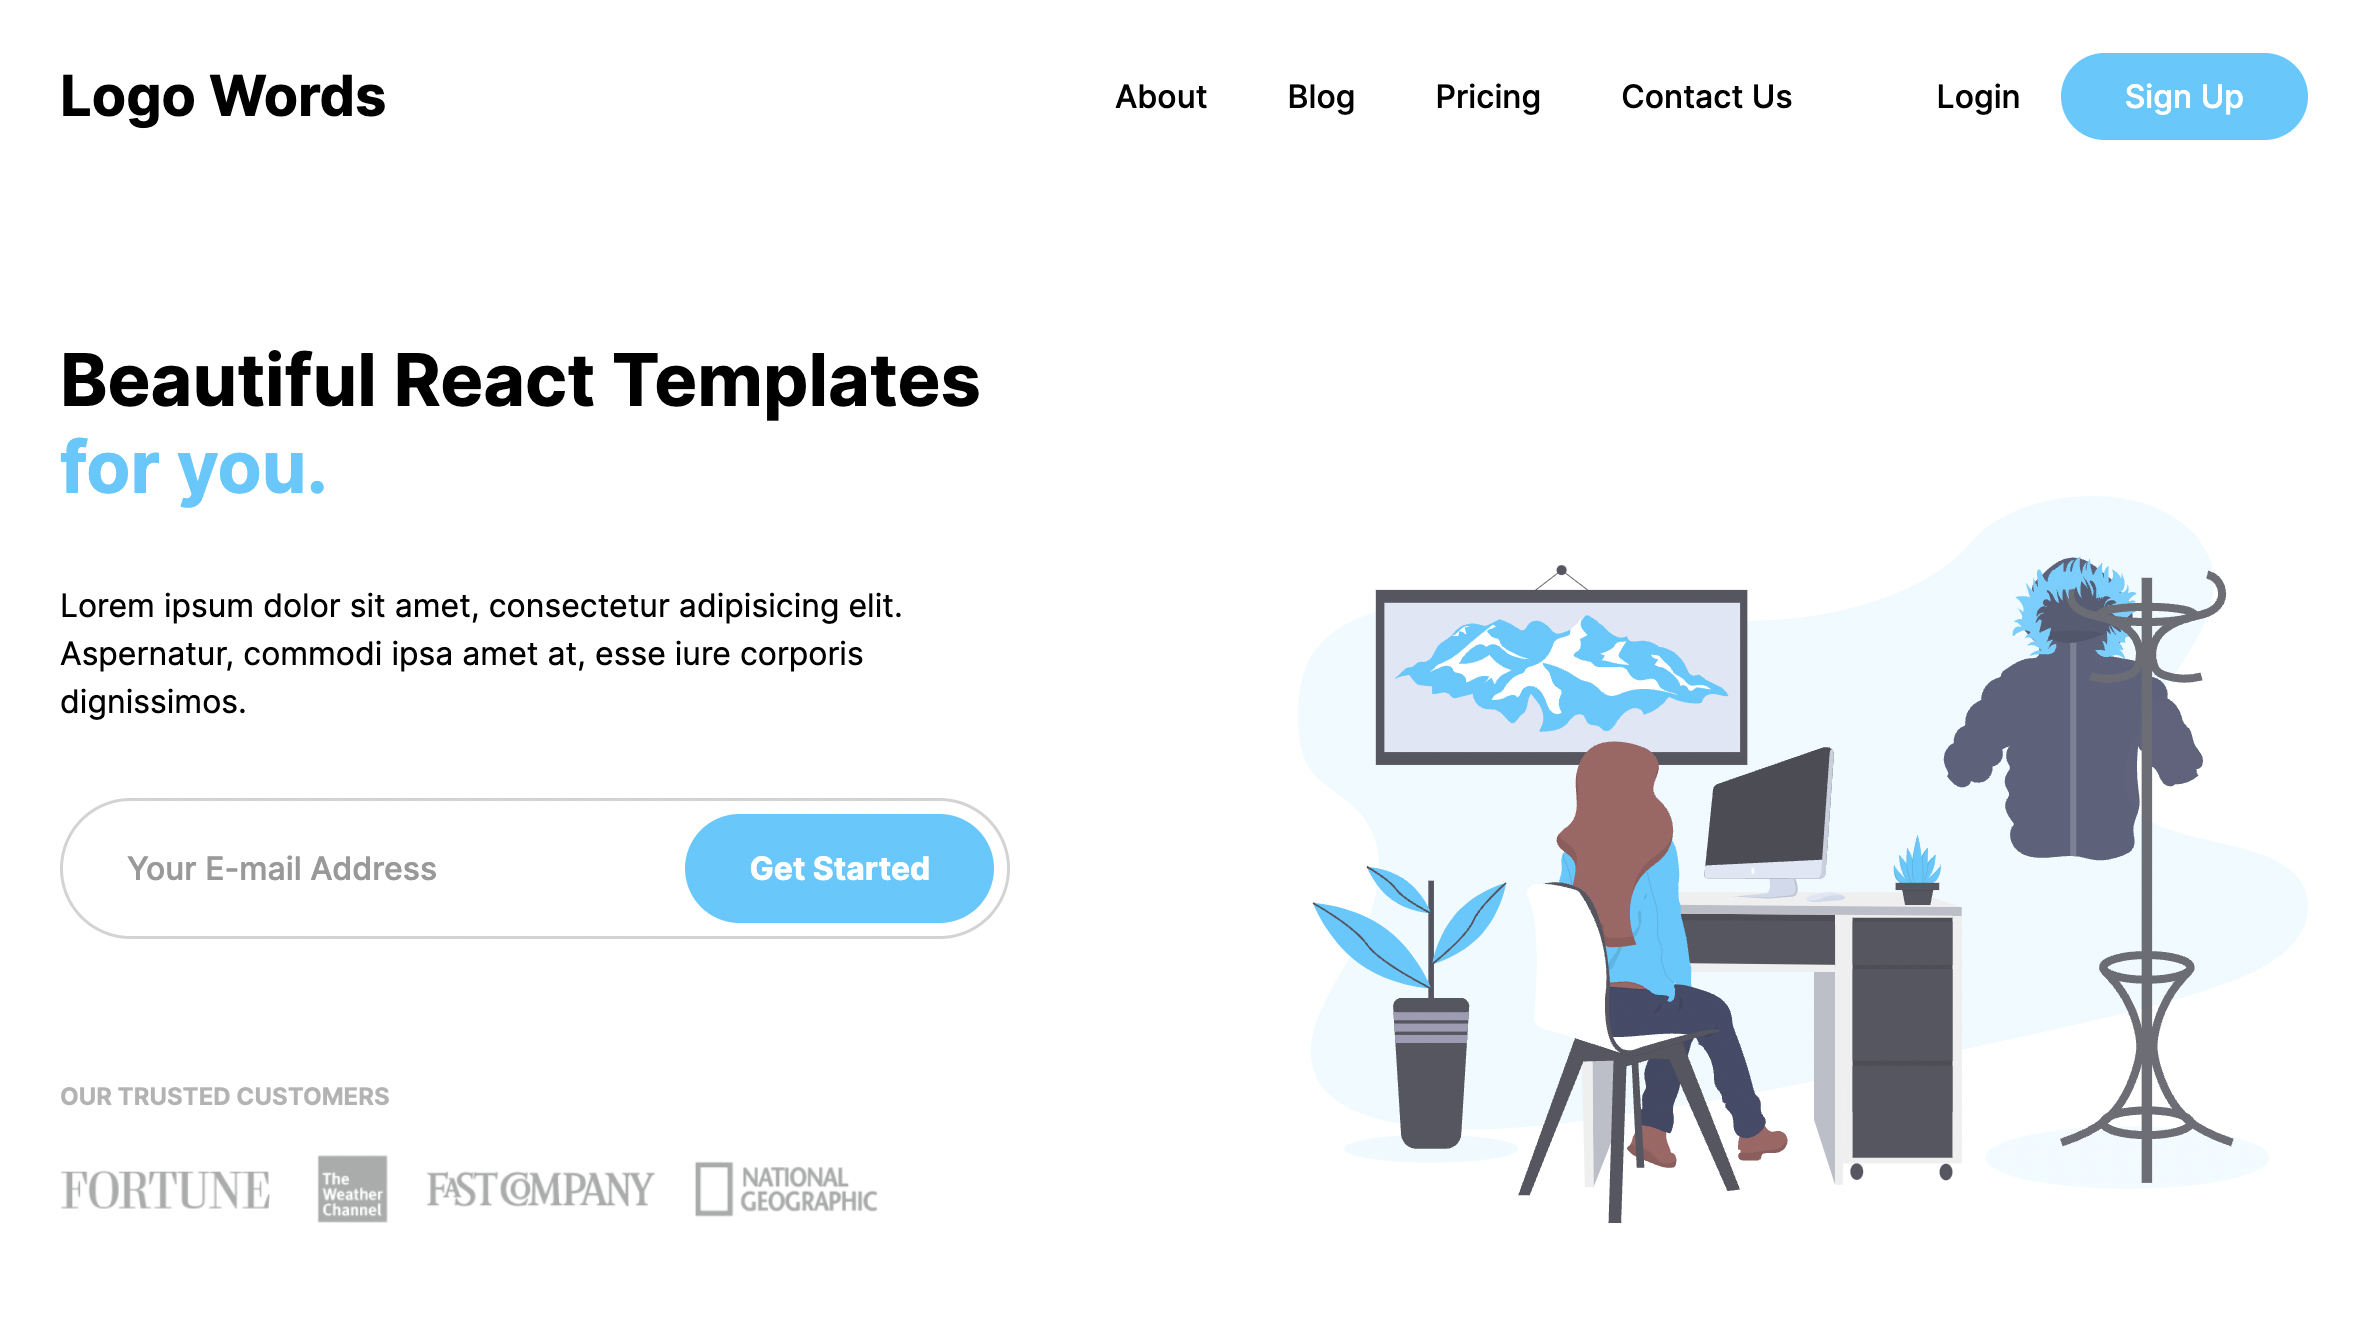 Logo Words
About
Blog
Pricing
Contact Us
Login
Sign Up
Beautiful React Templates
for you.
Lorem ipsum dolor sit amet, consectetur adipisicing elit.
Aspernatur, commodi ipsa amet at, esse iure corporis
dignissimos.
Your E-mail Address
Get Started
OUR TRUSTED CUSTOMERS
FORTUNE
The
Weather
Channel
FAST COMPANY
NATIONAL
GEOGRAPHIC